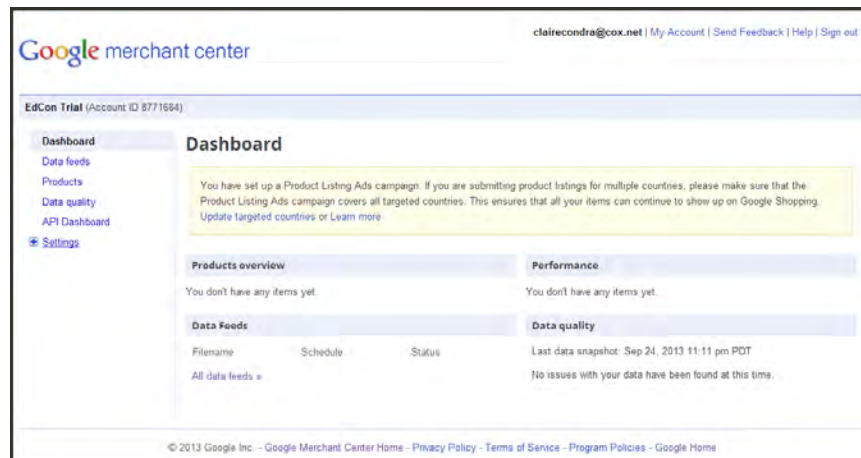 clairecondra@cox.net | My Account | Send Feedback | Help | Sign out
Google merchant center
EdCon Trial (Account ID 8771684)
Dashboard
Data feeds
Products
Data quality
API Dashboard
Settings
Dashboard
You have set up a Product Listing Ads campaign. If you are submitting product listings for multiple countries, please make sure that the
Product Listing Ads campaign covers all targeted countries. This ensures that all your items can continue to show up on Google Shopping.
Update targeted countries or Learn more
Products overview
You don't have any items yet.
Performance
You don't have any items yet.
Data Feeds
Filename Schedule Status
All data feeds »
Data quality
Last data snapshot: Sep 24, 2013 11:11 pm PDT
No issues with your data have been found at this time.
© 2013 Google Inc. - Google Merchant Center Home - Privacy Policy - Terms of Service - Program Policies - Google Home